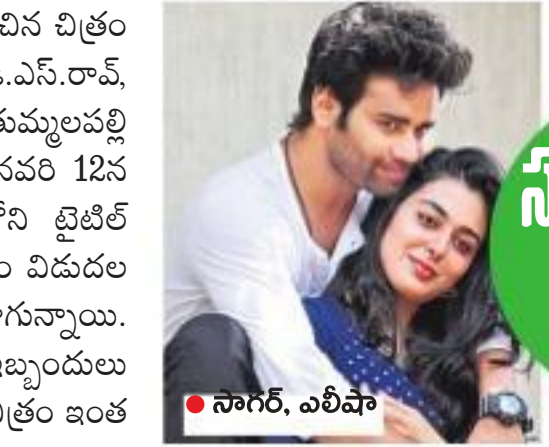 చిన చిత్రం
.ఎస్.రావ్,
తుమ్మలపల్లి
నవరి 12న
ని టైటిల్
విడుదల
గున్నాయి.
బ్బందులు
చిత్రం ఇంత
సాగర్, ఎలీషా